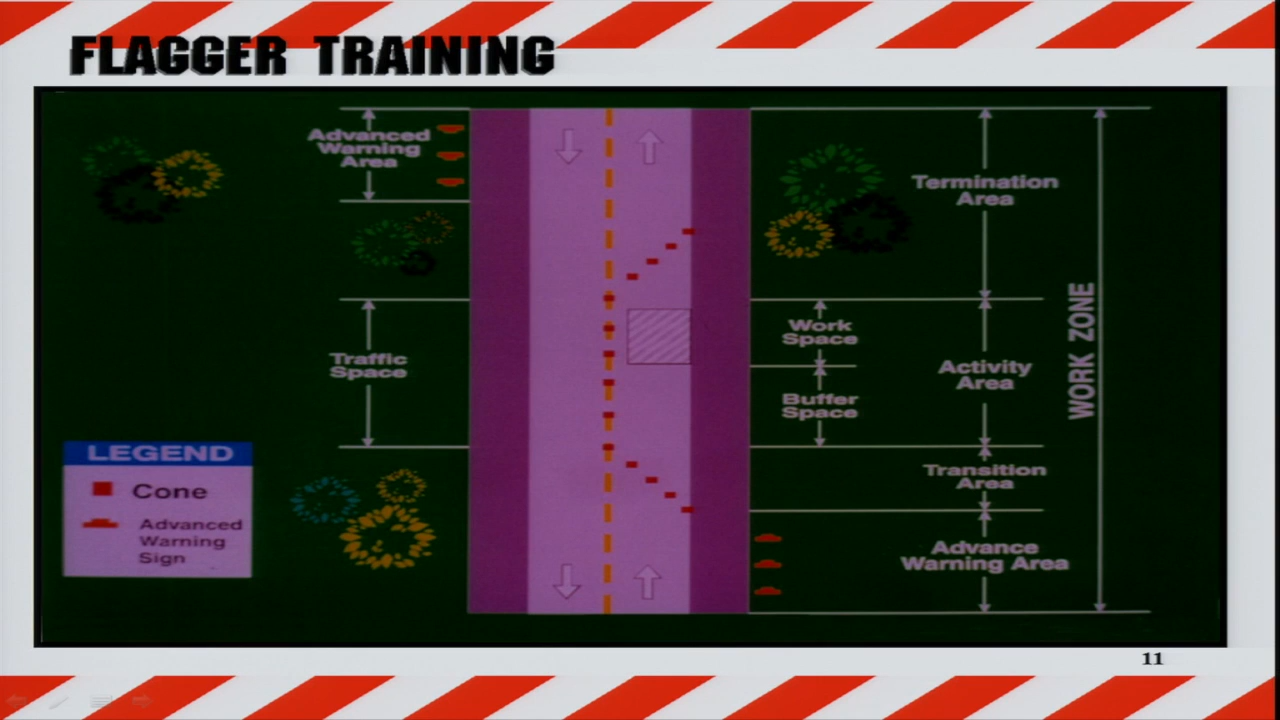 FLAGGER TRAINING
Advanced
Warning
Area
Termination
Area
Work
Space
Traffic
Space
Activity
Area
WORK ZONE
Buffer
Space
LEGEND
Cone
Advanced
Warning
Sign
Transition
Area
Advance
Warning Area
11